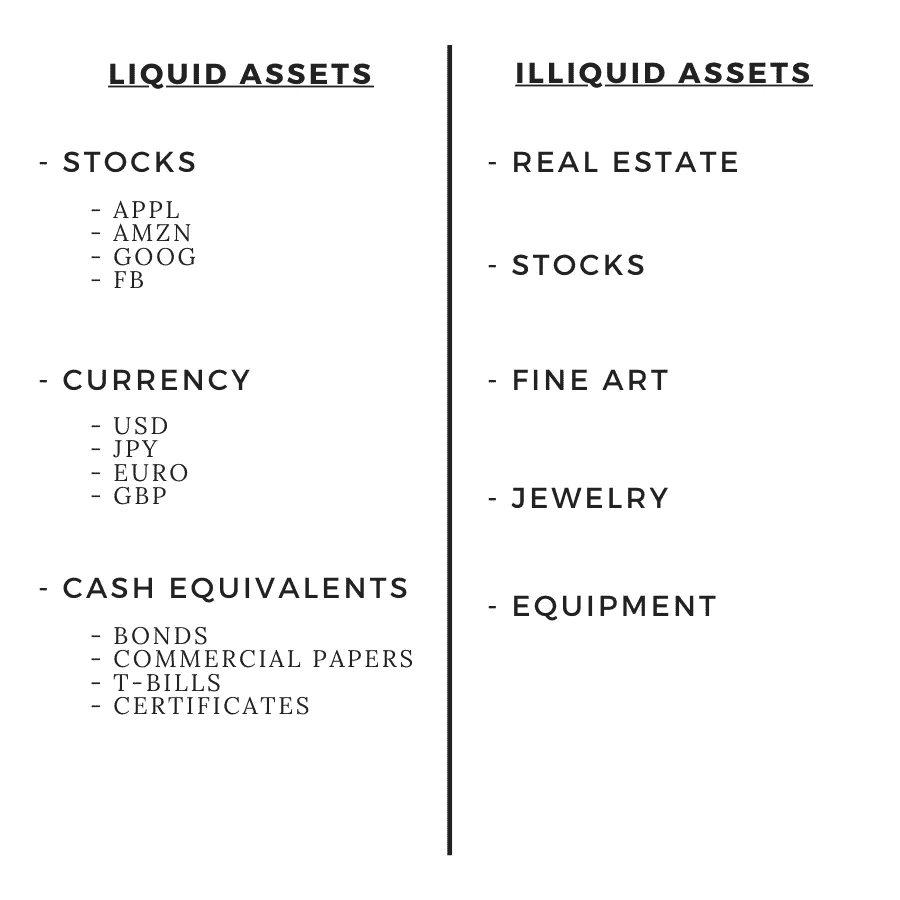 LIQUID ASSETS
- STOCKS
- APPL
- AMZN
- GOOG
- FB
- CURRENCY
- USD
- JPY
- EURO
- GBP
- CASH EQUIVALENTS
- BONDS
- COMMERCIAL PAPERS
- T-BILLS
- CERTIFICATES
ILLIQUID ASSETS
- REAL ESTATE
- STOCKS
- FINE ART
- JEWELRY
- EQUIPMENT